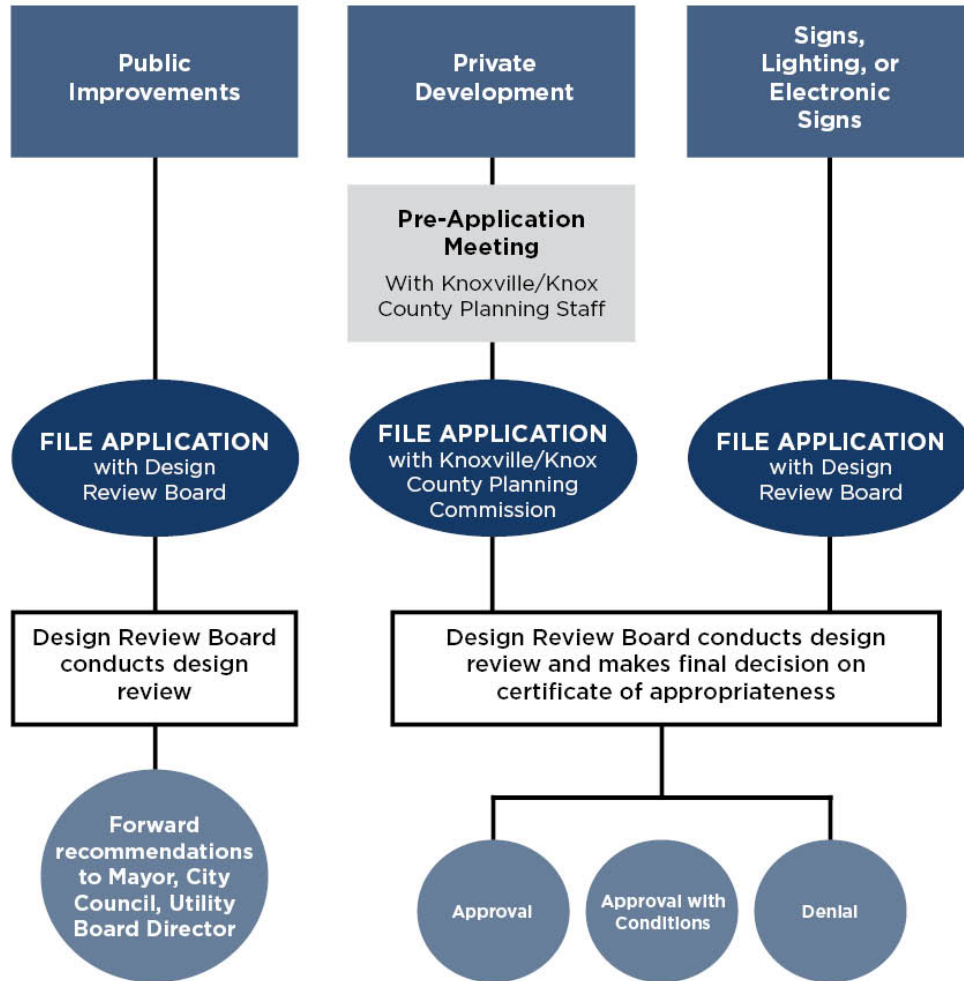 Public
Improvements
Private
Development
Signs,
Lighting, or
Electronic
Signs
Pre-Application
Meeting
With Knoxville/Knox
County Planning Staff
FILE APPLICATION
with Design
Review Board
FILE APPLICATION
with Knoxville/Knox
County Planning
Commission
FILE APPLICATION
with Design
Review Board
Design Review Board
conducts design
review
Design Review Board conducts design
review and makes final decision on
certificate of appropriateness
Forward
recommendations
to Mayor, City
Council, Utility
Board Director
Approval
Approval with
Conditions
Denial